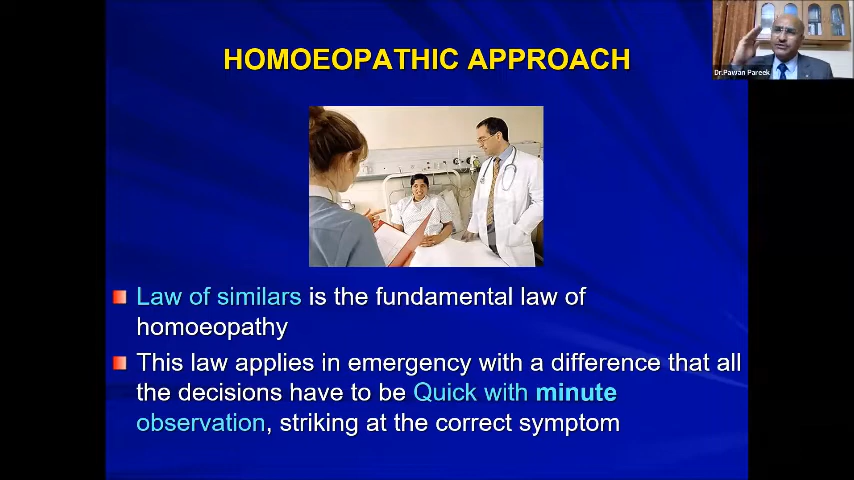 HOMOEOPATHIC APPROACH
Dr.Pawan Pareek
Law of similars is the fundamental law of
homoeopathy
This law applies in emergency with a difference that all
the decisions have to be Quick with minute
observation, striking at the correct symptom